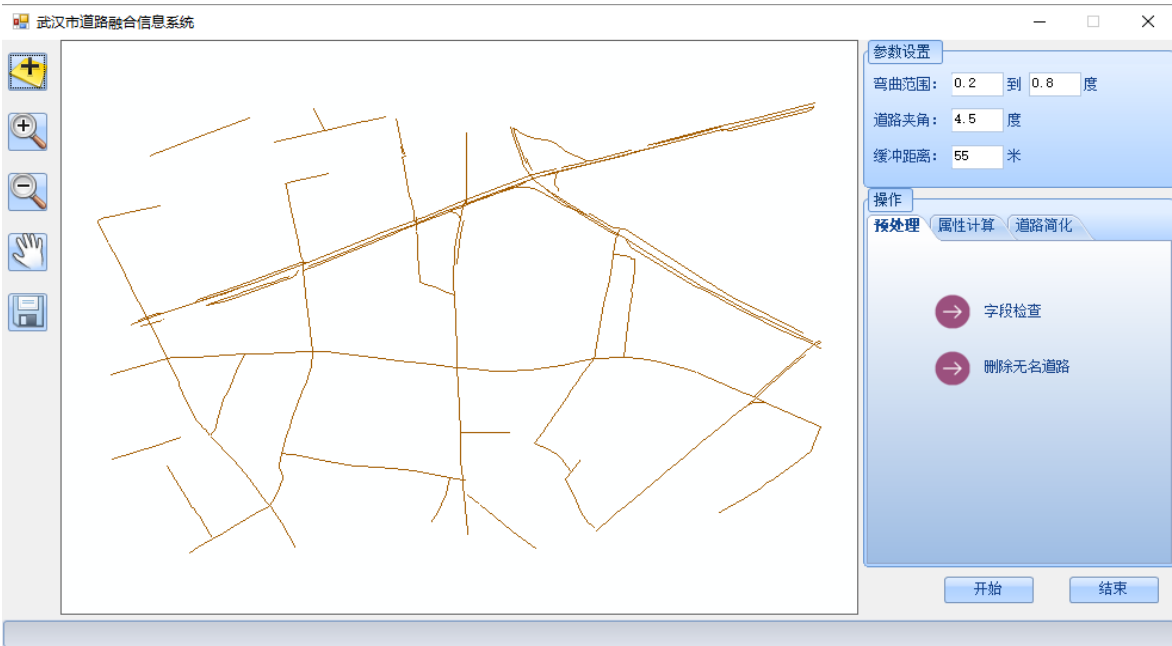 武汉市道路融合信息系统
参数设置
弯曲范围： 0.2 到 0.8 度
道路夹角： 4.5 度
缓冲距离： 55 米
操作
预处理 属性计算 道路简化
字段检查
删除无名道路
开始 结束